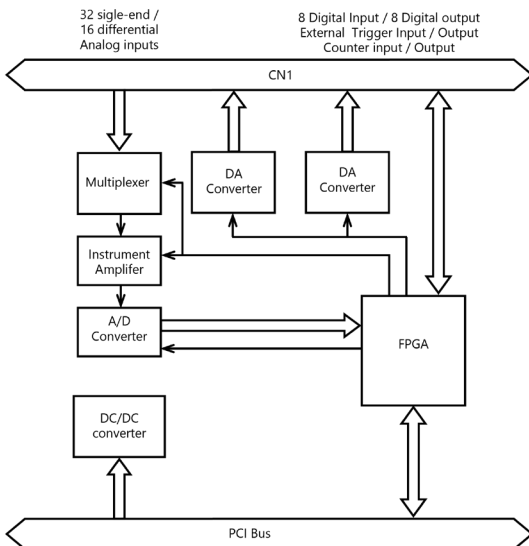 32 sigle-end /
16 differential
Analog inputs
8 Digital Input / 8 Digital output
External Trigger Input / Output
Counter input / Output
CN1
Multiplexer
DA
Converter
DA
Converter
Instrument
Amplifer
A/D
Converter
FPGA
DC/DC
converter
PCI Bus